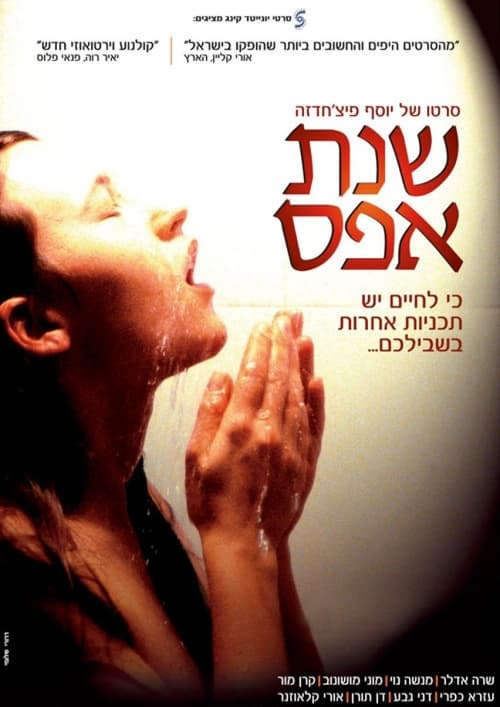 סרטי יונייטד קינג מציגים:
"מהסרטים היפים והחשובים ביותר שהופקו בישראל"
אורי קליין, הארץ
"קולנוע וירטואוזי חדש"
יאיר רוה, פנאי פלוס
סרטו של יוסף פיצ'חדזה
שנת
אפס
כי לחיים יש
תכניות אחרות
בשבילכם...
שרה אדלר | מנשה נוי | מוני מושונוב | קרן מור
עזרא כפרי | דני גבע | דן תורן | אורי קלאוזנר